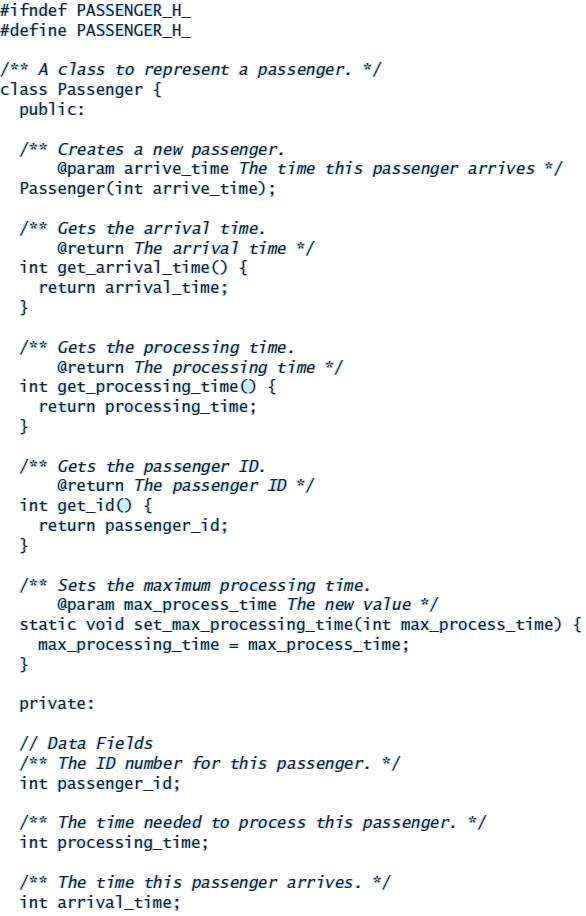 #ifndef PASSENGER_H_
#define PASSENGER_H_

/** A class to represent a passenger. */
class Passenger {
  public:

  /** Creates a new passenger.
      @param arrive_time The time this passenger arrives */
  Passenger(int arrive_time);

  /** Gets the arrival time.
      @return The arrival time */
  int get_arrival_time() {
    return arrival_time;
  }

  /** Gets the processing time.
      @return The processing time */
  int get_processing_time() {
    return processing_time;
  }

  /** Gets the passenger ID.
      @return The passenger ID */
  int get_id() {
    return passenger_id;
  }

  /** Sets the maximum processing time.
      @param max_process_time The new value */
  static void set_max_processing_time(int max_process_time) {
    max_processing_time = max_process_time;
  }

  private:

  // Data Fields
  /** The ID number for this passenger. */
  int passenger_id;

  /** The time needed to process this passenger. */
  int processing_time;

  /** The time this passenger arrives. */
  int arrival_time;